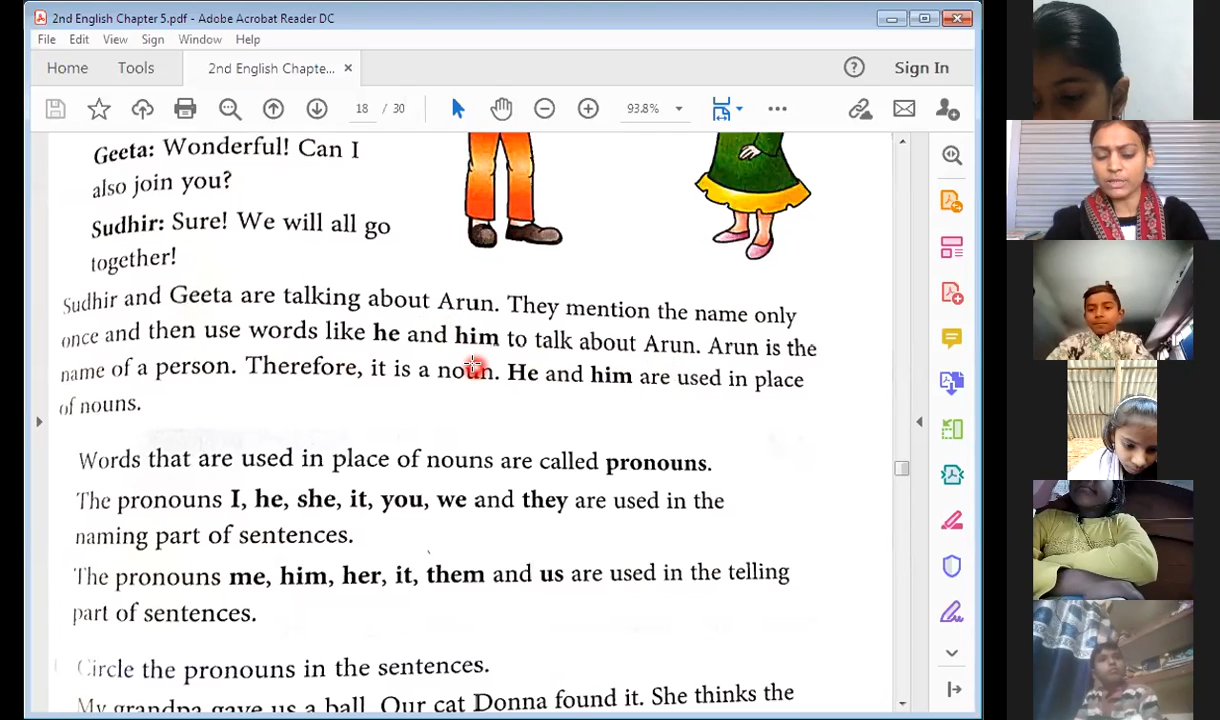 2nd English Chapter 5.pdf - Adobe Acrobat Reader DC
File Edit View Sign Window Help
Home Tools 2nd English Chapte... × Sign In
18 / 30 93.8%
Geeta: Wonderful! Can I
also join you?
Sudhir: Sure! We will all go
together!
Sudhir and Geeta are talking about Arun. They mention the name only
once and then use words like he and him to talk about Arun. Arun is the
name of a person. Therefore, it is a noun. He and him are used in place
of nouns.
Words that are used in place of nouns are called pronouns.
The pronouns I, he, she, it, you, we and they are used in the
naming part of sentences.
The pronouns me, him, her, it, them and us are used in the telling
part of sentences.
Circle the pronouns in the sentences.
My grandpa gave us a ball. Our cat Donna found it. She thinks the